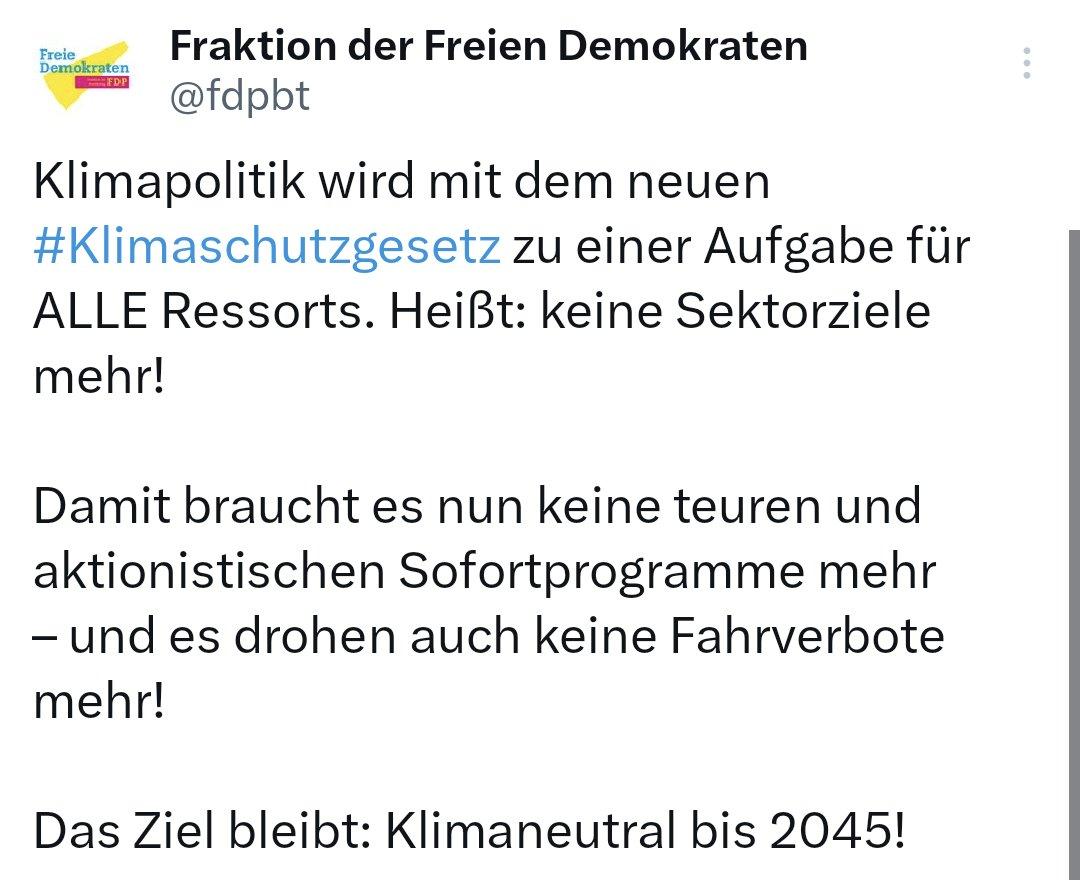 Freie
Demokraten
FDP
Fraktion der Freien Demokraten
@fdpbt
Klimapolitik wird mit dem neuen
#Klimaschutzgesetz zu einer Aufgabe für
ALLE Ressorts. Heißt: keine Sektorziele
mehr!
Damit braucht es nun keine teuren und
aktionistischen Sofortprogramme mehr
– und es drohen auch keine Fahrverbote
mehr!
Das Ziel bleibt: Klimaneutral bis 2045!